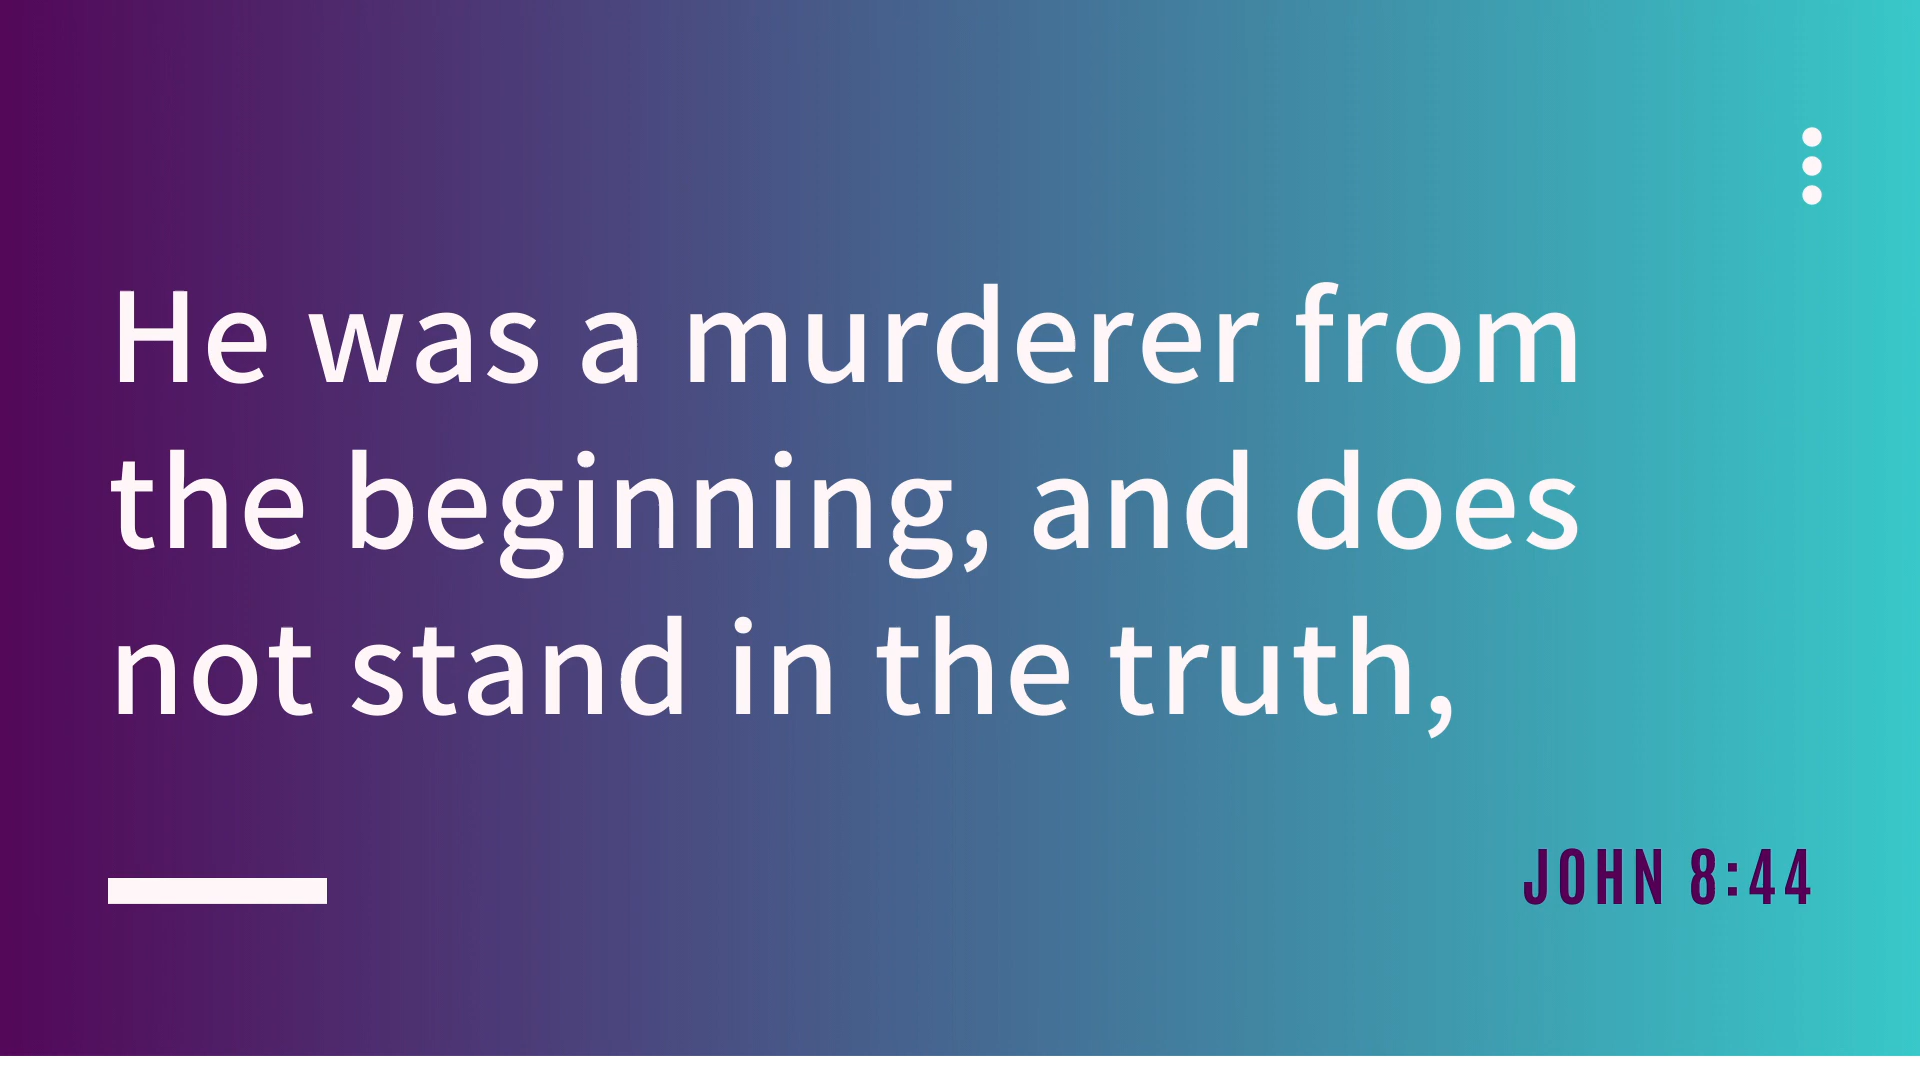 He was a murderer from
the beginning, and does
not stand in the truth,
JOHN 8:44